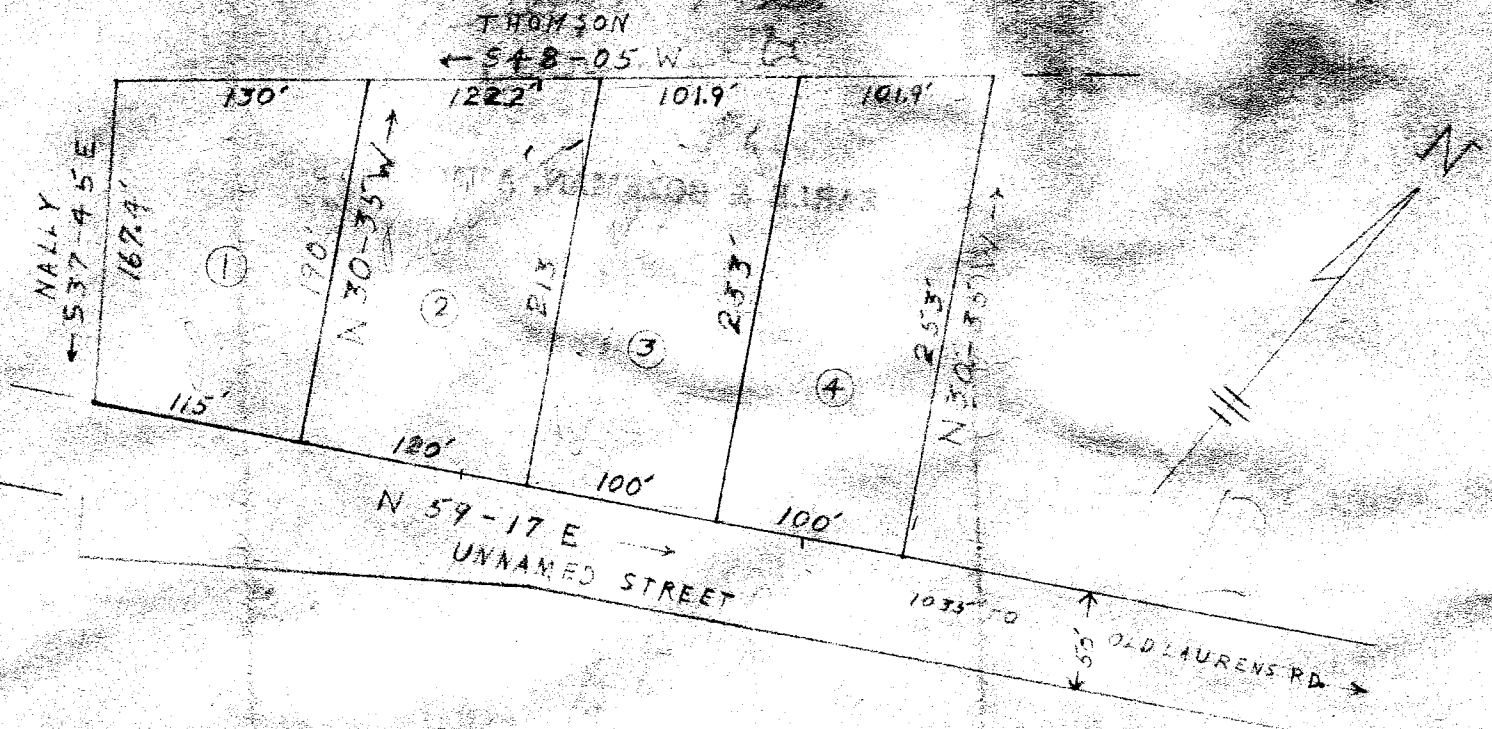 THOMSON
← S 48-05 W
130'
122.2'
101.9'
101.9'
N
NALLY
← S 37-45 E
167.4'
1
190'
N 30-35 W →
2
213
3
233'
4
253'
N 30-35 W →
115'
120'
100'
100'
N 59-17 E →
UNNAMED STREET
1035'
55'
OLD LAURENS RD. →